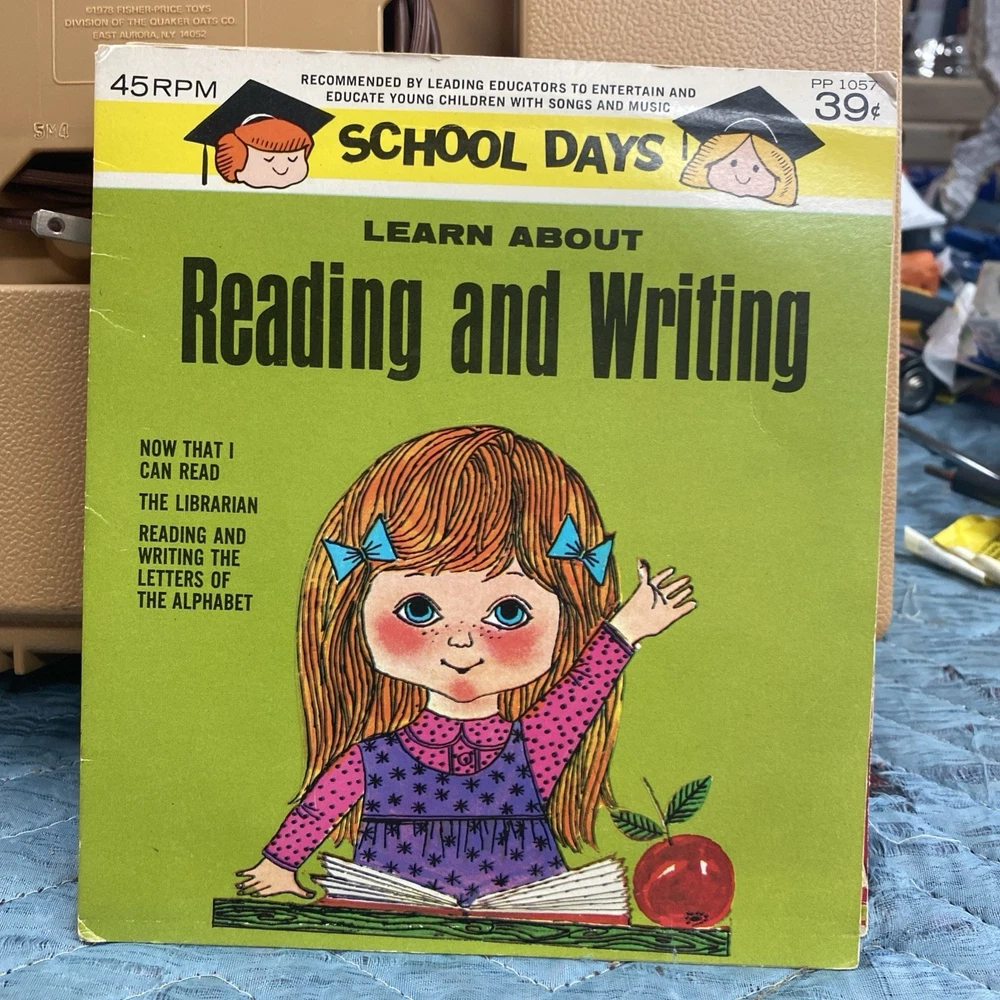 ©1978 FISHER-PRICE TOYS
DIVISION OF THE QUAKER OATS CO.
EAST AURORA, N.Y. 14052
45RPM
RECOMMENDED BY LEADING EDUCATORS TO ENTERTAIN AND
EDUCATE YOUNG CHILDREN WITH SONGS AND MUSIC
PP 1057
39¢
SCHOOL DAYS
LEARN ABOUT
Reading and Writing
NOW THAT I
CAN READ
THE LIBRARIAN
READING AND
WRITING THE
LETTERS OF
THE ALPHABET